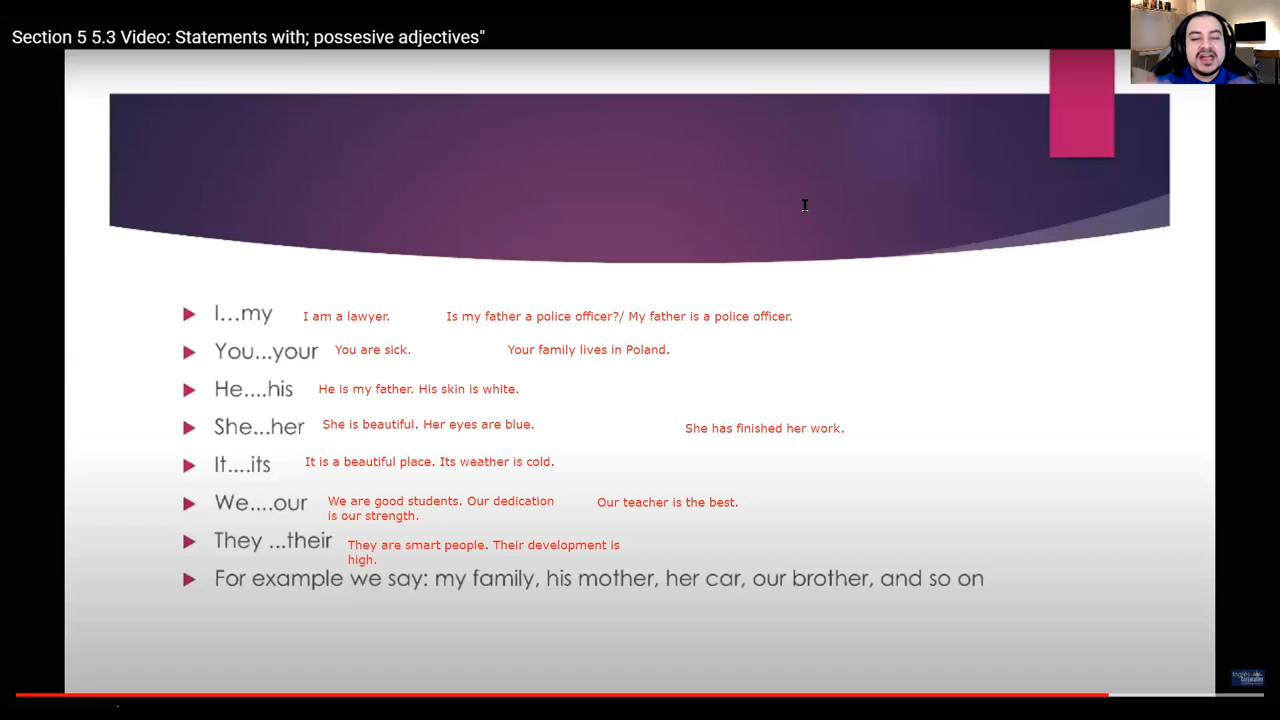 Section 5 5.3 Video: Statements with; possesive adjectives"
I...my I am a lawyer. Is my father a police officer?/ My father is a police officer.
You...your You are sick. Your family lives in Poland.
He....his He is my father. His skin is white.
She...her She is beautiful. Her eyes are blue. She has finished her work.
It....its It is a beautiful place. Its weather is cold.
We....our We are good students. Our dedication Our teacher is the best.
is our strength.
They ...their They are smart people. Their development is
high.
For example we say: my family, his mother, her car, our brother, and so on